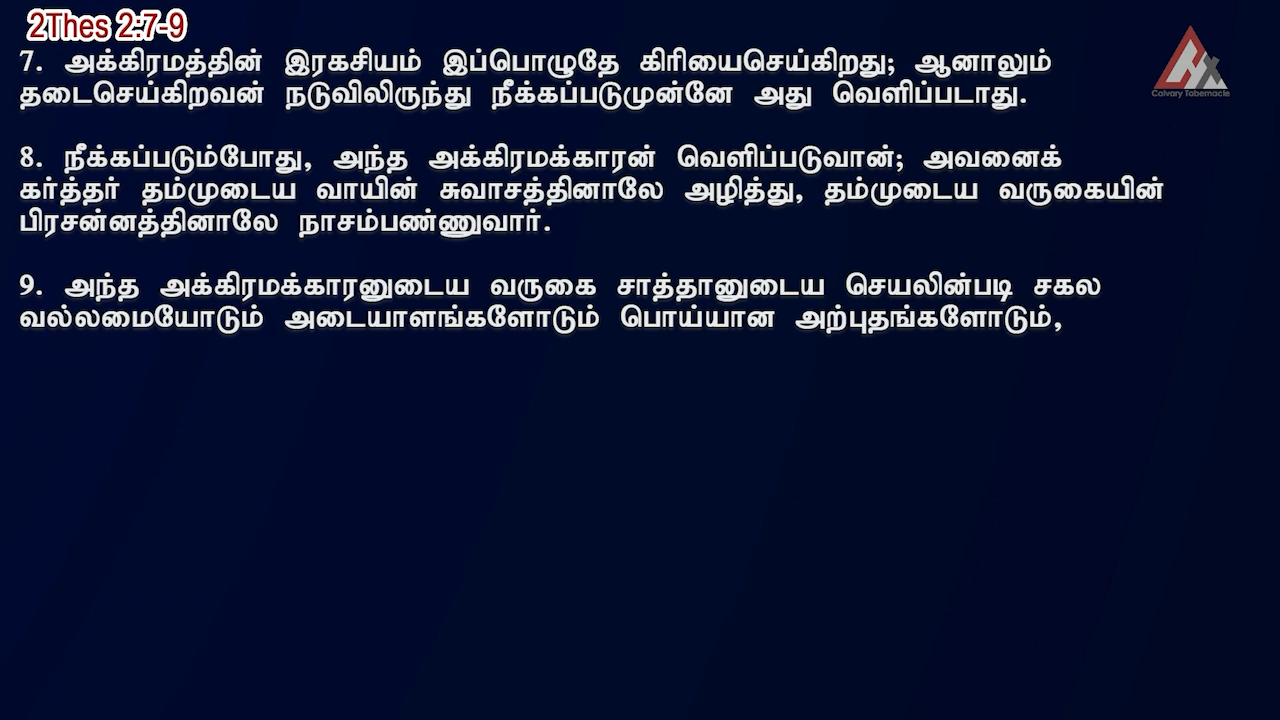 2Thes 2:7-9
7. அக்கிரமத்தின் இரகசியம் இப்பொழுதே கிரியைசெய்கிறது; ஆனாலும்
தடைசெய்கிறவன் நடுவிலிருந்து நீக்கப்படுமுன்னே அது வெளிப்படாது.
8. நீக்கப்படும்போது, அந்த அக்கிரமக்காரன் வெளிப்படுவான்; அவனைக்
கர்த்தர் தம்முடைய வாயின் சுவாசத்தினாலே அழித்து, தம்முடைய வருகையின்
பிரசன்னத்தினாலே நாசம்பண்ணுவார்.
9. அந்த அக்கிரமக்காரனுடைய வருகை சாத்தானுடைய செயலின்படி சகல
வல்லமையோடும் அடையாளங்களோடும் பொய்யான அற்புதங்களோடும்,
Calvary Tabernacle